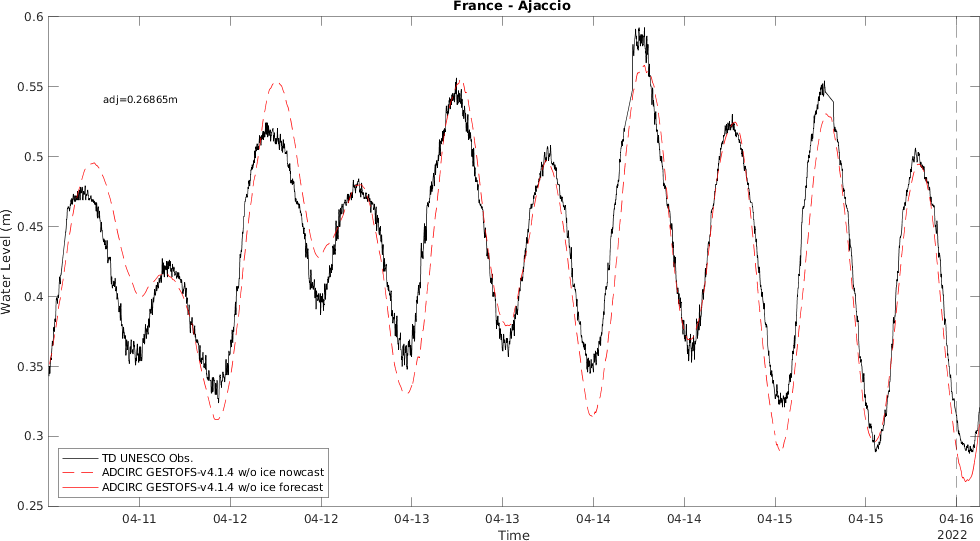 France - Ajaccio
0.6
0.55
0.5
0.45
0.4
0.35
0.3
0.25
Water Level (m)
adj=0.26865m
TD UNESCO Obs.
ADCIRC GESTOFS-v4.1.4 w/o ice nowcast
ADCIRC GESTOFS-v4.1.4 w/o ice forecast
04-11 04-12 04-12 04-13 04-13 04-14 04-14 04-15 04-15 04-16
2022
Time